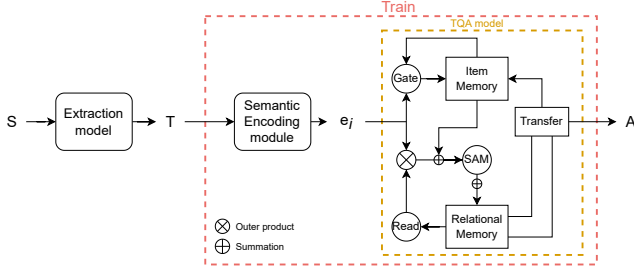 Train
TQA model
Gate
Item
Memory
S
Extraction
model
T
Semantic
Encoding
module
e_i
Transfer
A
SAM
Outer product
Summation
Read
Relational
Memory